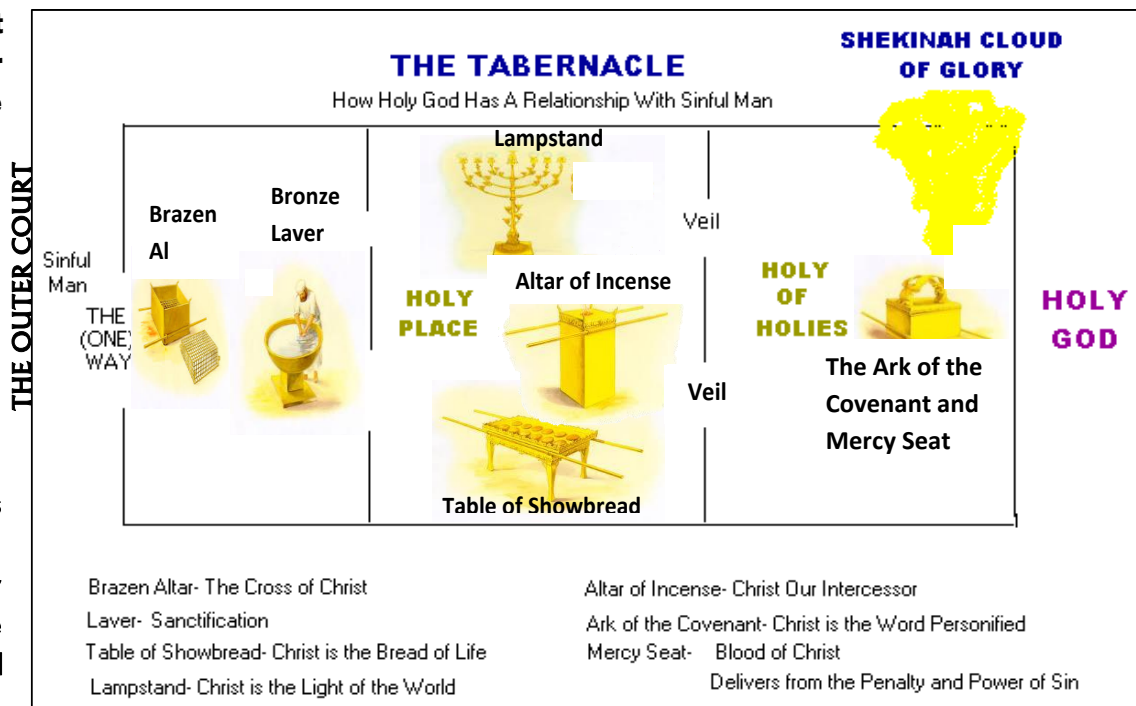 THE TABERNACLE
How Holy God Has A Relationship With Sinful Man
SHEKINAH CLOUD
OF GLORY
THE OUTER COURT
Sinful
Man
THE
(ONE)
WAY
Brazen
Al
Bronze
Laver
Lampstand
HOLY
PLACE
Altar of Incense
Table of Showbread
Veil
Veil
HOLY
OF
HOLIES
The Ark of the
Covenant and
Mercy Seat
HOLY
GOD
Brazen Altar- The Cross of Christ
Laver- Sanctification
Table of Showbread- Christ is the Bread of Life
Lampstand- Christ is the Light of the World
Altar of Incense- Christ Our Intercessor
Ark of the Covenant- Christ is the Word Personified
Mercy Seat- Blood of Christ
Delivers from the Penalty and Power of Sin